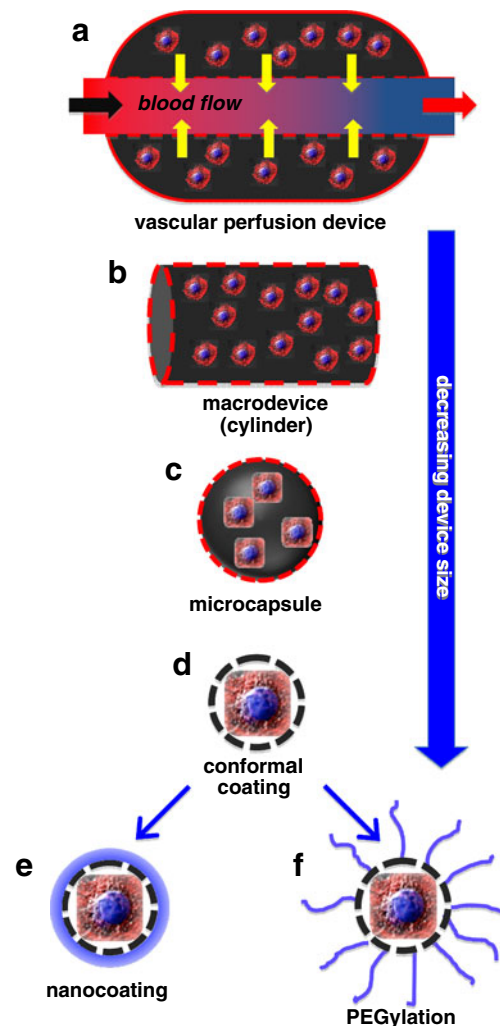 a
blood flow
vascular perfusion device
b
macrodevice
(cylinder)
c
microcapsule
decreasing device size
d
conformal
coating
e
nanocoating
f
PEGylation